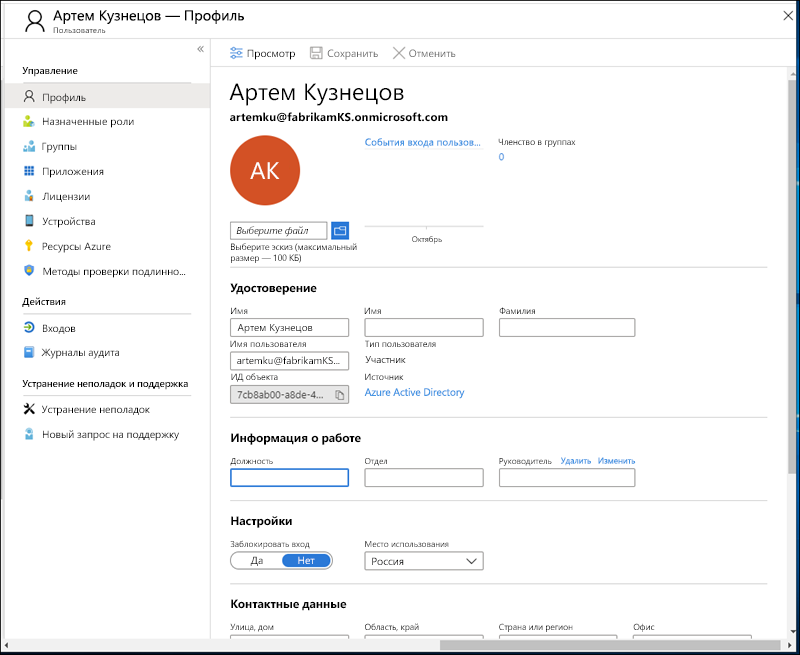 Артем Кузнецов — Профиль
Пользователь
Управление
Профиль
Назначенные роли
Группы
Приложения
Лицензии
Устройства
Ресурсы Azure
Методы проверки подлинно...
Действия
Входов
Журналы аудита
Устранение неполадок и поддержка
Устранение неполадок
Новый запрос на поддержку
Просмотр Сохранить Отменить
Артем Кузнецов
artemku@fabrikamKS.onmicrosoft.com
События входа пользов... Членство в группах
0
АК
Выберите файл
Выберите эскиз (максимальный
размер — 100 КБ)
Октябрь
Удостоверение
Имя Имя Фамилия
Артем Кузнецов
Имя пользователя Тип пользователя
artemku@fabrikamKS... Участник
ИД объекта Источник
7cb8ab00-a8de-4... Azure Active Directory
Информация о работе
Должность Отдел Руководитель Удалить Изменить
Настройки
Заблокировать вход Место использования
Да Нет Россия
Контактные данные
Улица, дом Область, край Страна или регион Офис